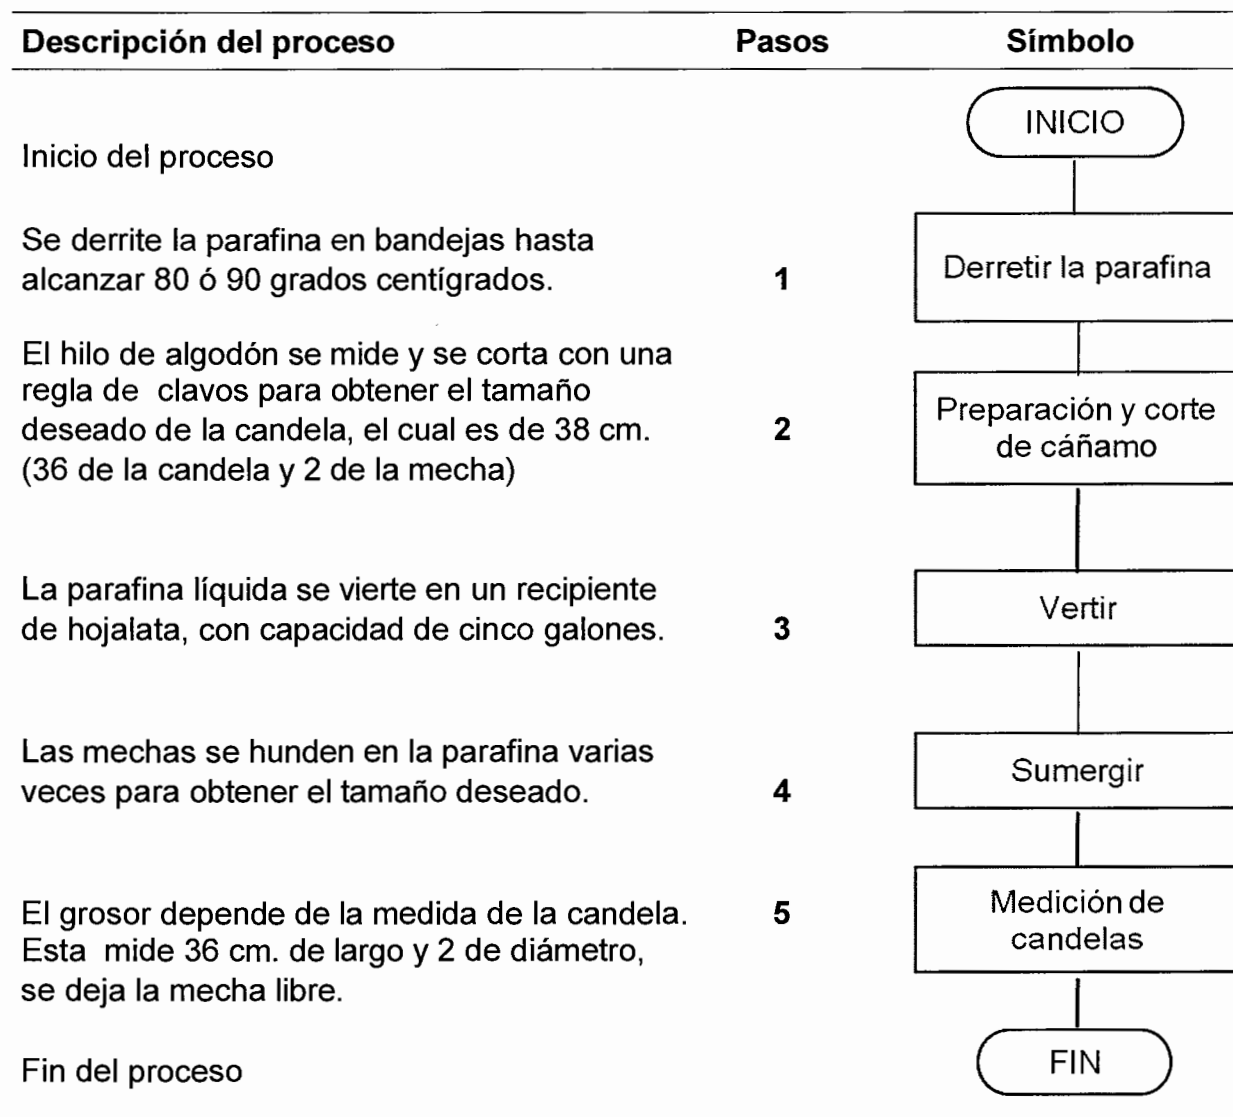 Descripción del proceso Pasos Símbolo
INICIO
Inicio del proceso
Se derrite la parafina en bandejas hasta
alcanzar 80 ó 90 grados centígrados.
1
Derretir la parafina
El hilo de algodón se mide y se corta con una
regla de clavos para obtener el tamaño
deseado de la candela, el cual es de 38 cm.
(36 de la candela y 2 de la mecha)
2
Preparación y corte
de cáñamo
La parafina líquida se vierte en un recipiente
de hojalata, con capacidad de cinco galones.
3
Vertir
Las mechas se hunden en la parafina varias
veces para obtener el tamaño deseado.
4
Sumergir
El grosor depende de la medida de la candela.
Esta mide 36 cm. de largo y 2 de diámetro,
se deja la mecha libre.
5
Medición de
candelas
Fin del proceso
FIN